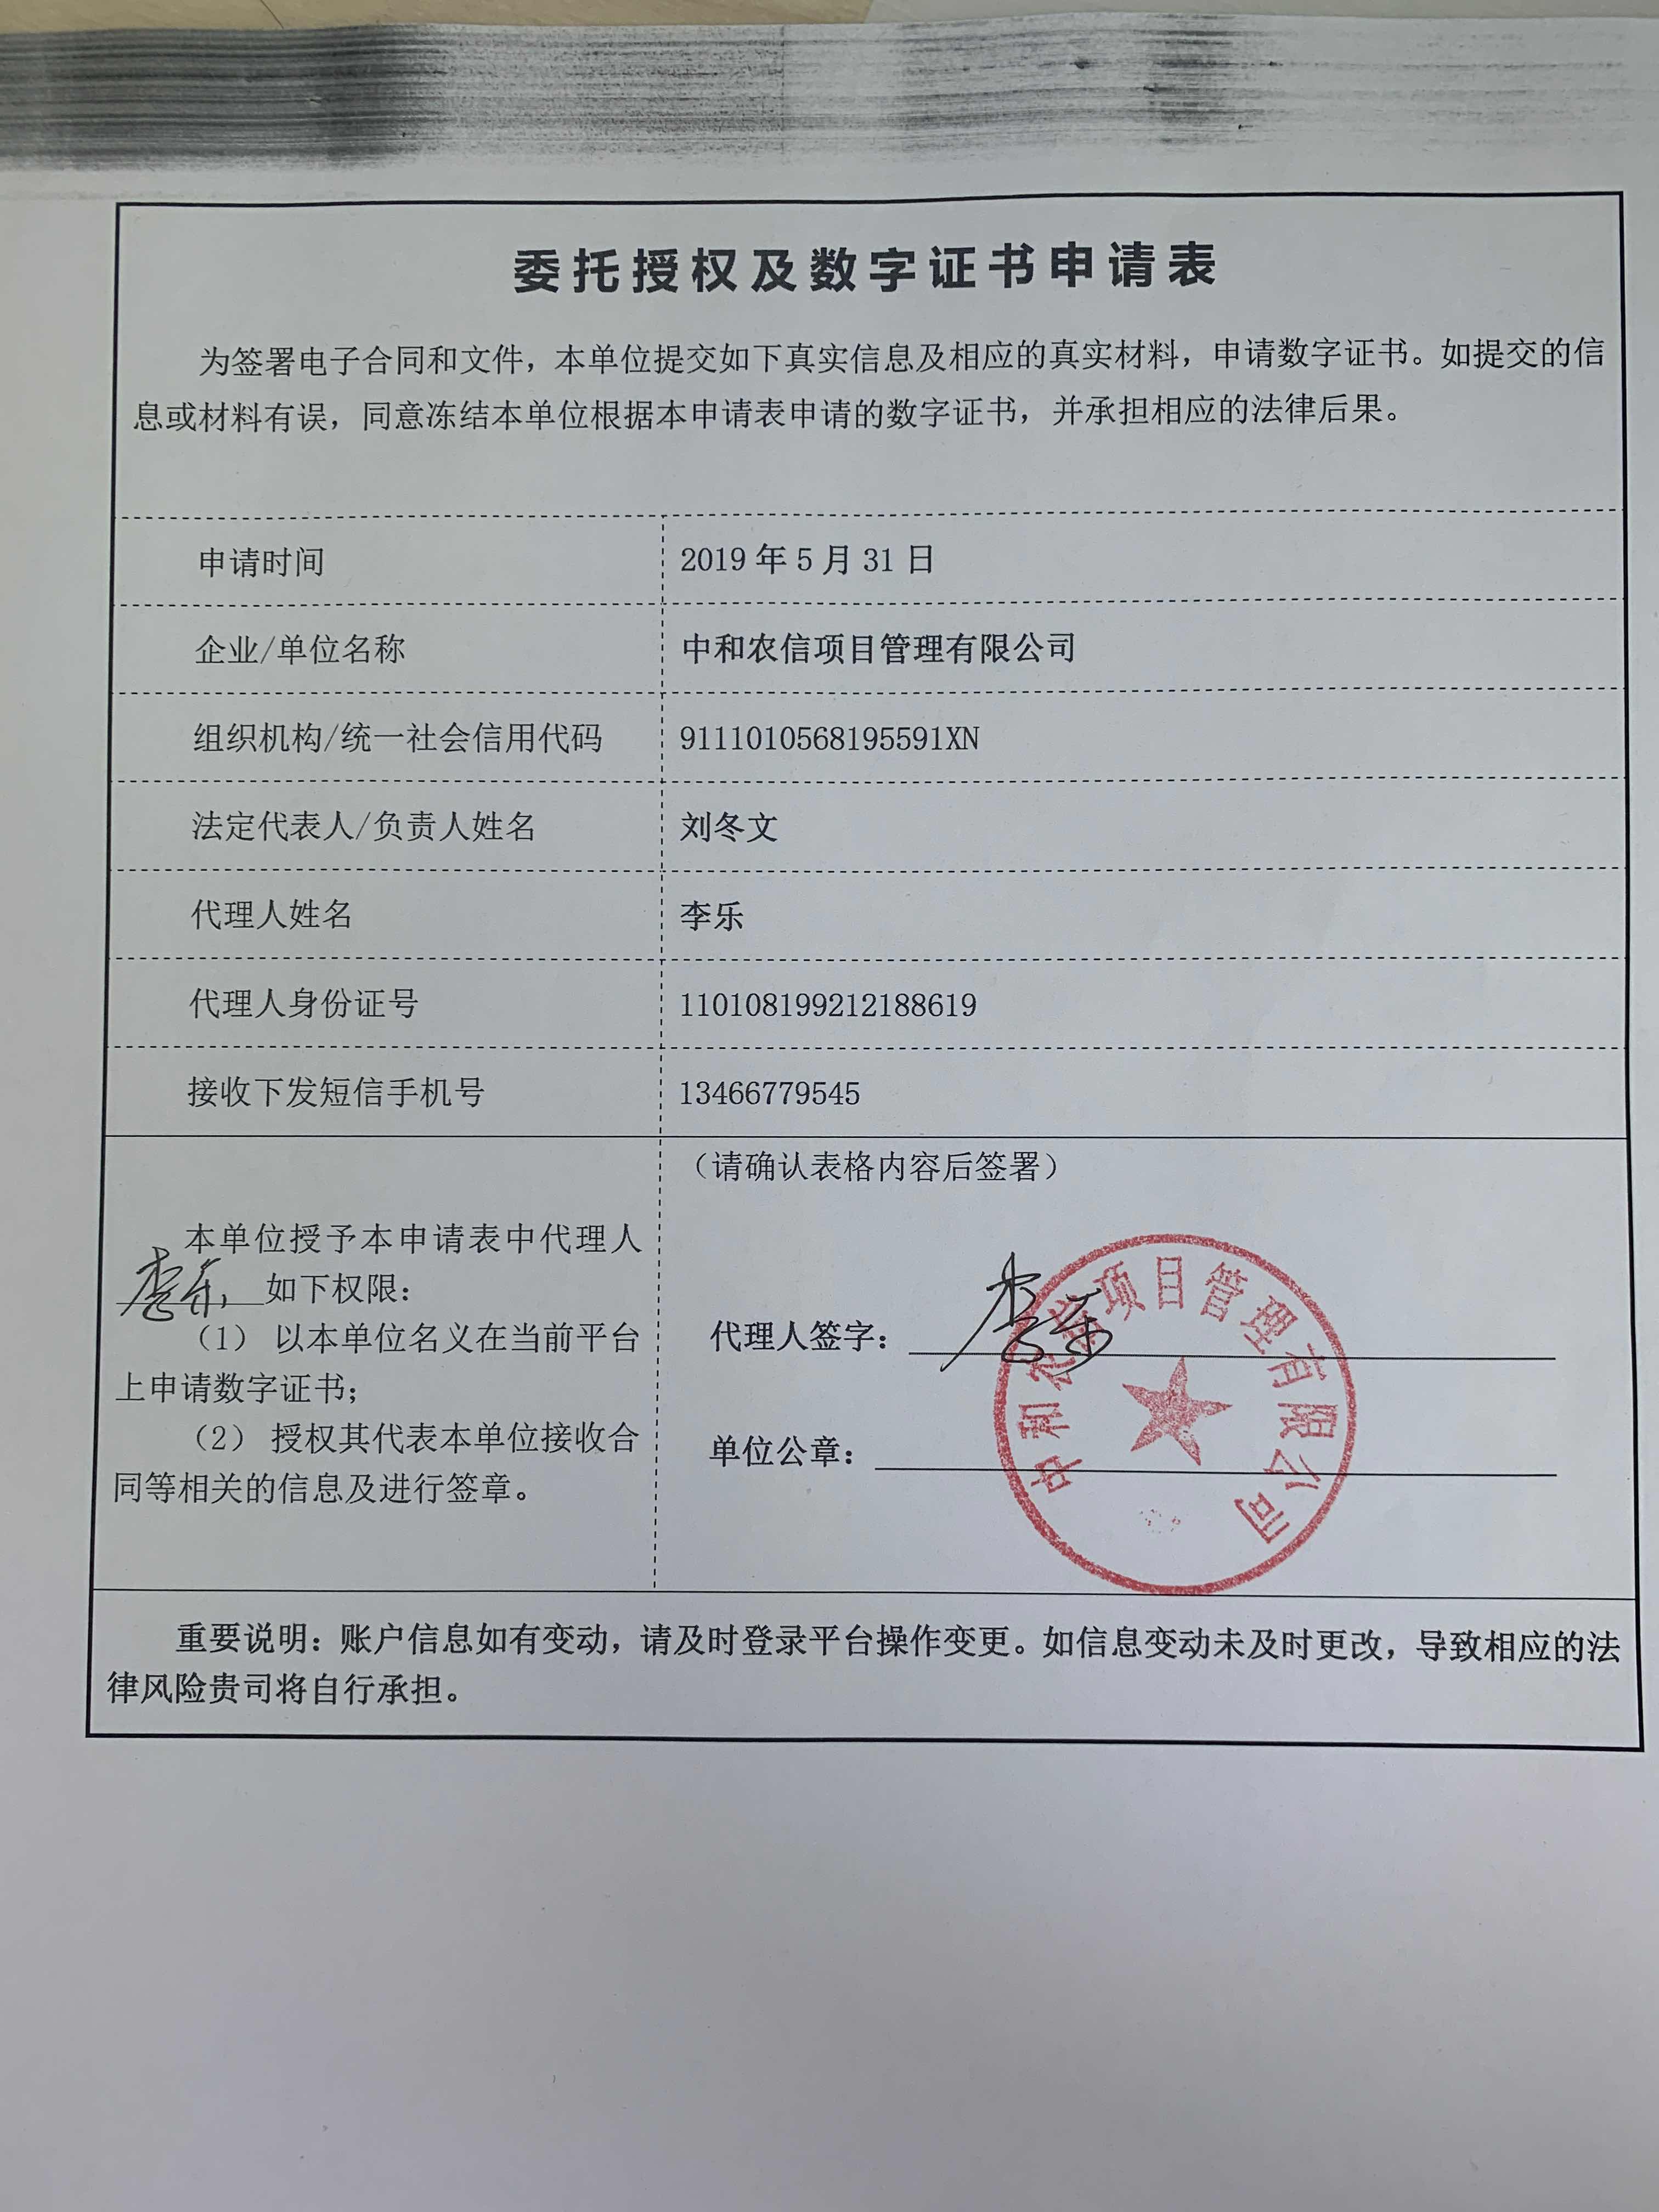 委托授权及数字证书申请表
为签署电子合同和文件，本单位提交如下真实信息及相应的真实材料，申请数字证书。如提交的信
息或材料有误，同意冻结本单位根据本申请表申请的数字证书，并承担相应的法律后果。
申请时间 2019 年 5 月 31 日
企业/单位名称 中和农信项目管理有限公司
组织机构/统一社会信用代码 9111010568195591XN
法定代表人/负责人姓名 刘冬文
代理人姓名 李乐
代理人身份证号 110108199212188619
接收下发短信手机号 13466779545
本单位授予本申请表中代理人
李乐 如下权限：
（1） 以本单位名义在当前平台
上申请数字证书；
（2） 授权其代表本单位接收合
同等相关的信息及进行签章。
（请确认表格内容后签署）
代理人签字： 李乐
单位公章：
中和农信项目管理有限公司
重要说明：账户信息如有变动，请及时登录平台操作变更。如信息变动未及时更改，导致相应的法
律风险贵司将自行承担。